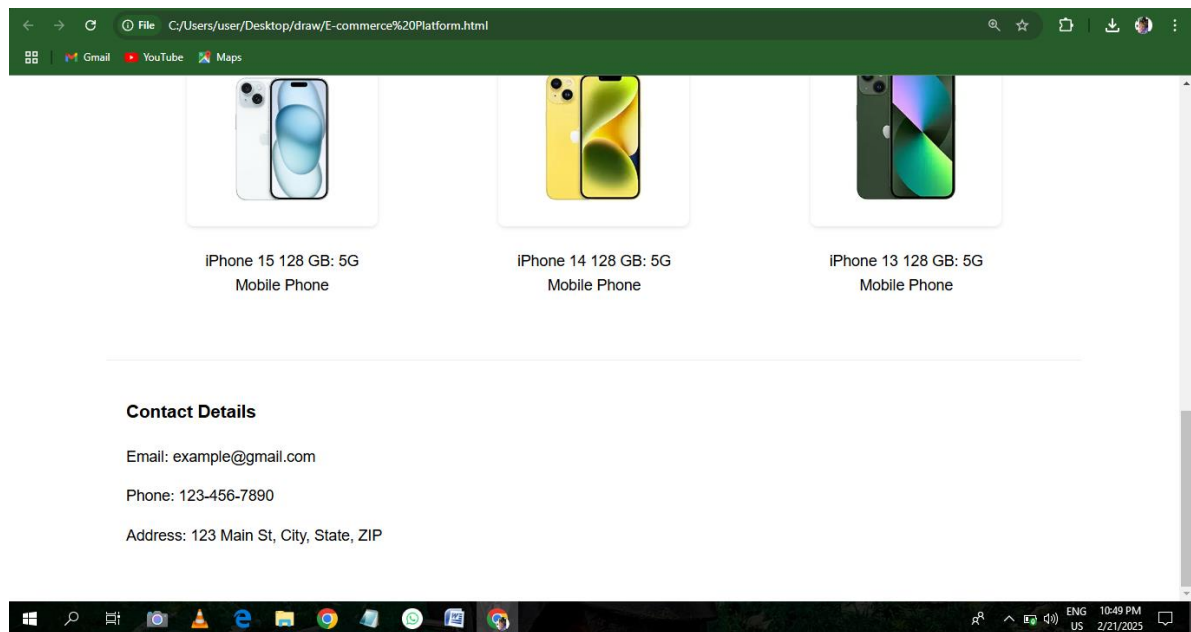 File C:/Users/user/Desktop/draw/E-commerce%20Platform.html
Gmail YouTube Maps
iPhone 15 128 GB: 5G
Mobile Phone
iPhone 14 128 GB: 5G
Mobile Phone
iPhone 13 128 GB: 5G
Mobile Phone
Contact Details
Email: example@gmail.com
Phone: 123-456-7890
Address: 123 Main St, City, State, ZIP
ENG 10:49 PM
US 2/21/2025